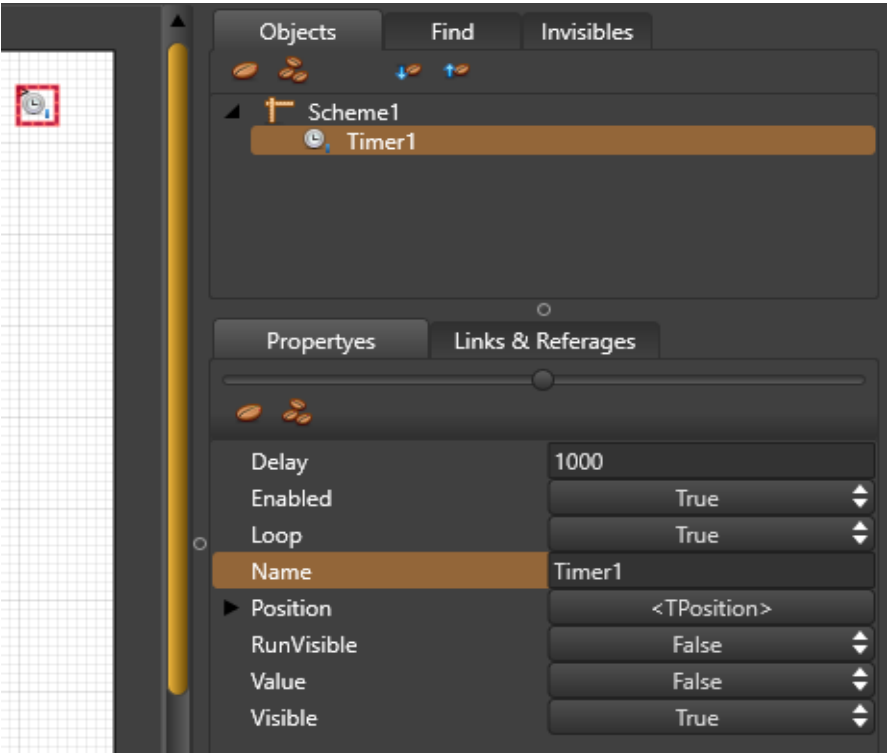 Objects Find Invisibles
Scheme1
Timer1
Propertyes Links & Referages
Delay 1000
Enabled True
Loop True
Name Timer1
Position <TPosition>
RunVisible False
Value False
Visible True